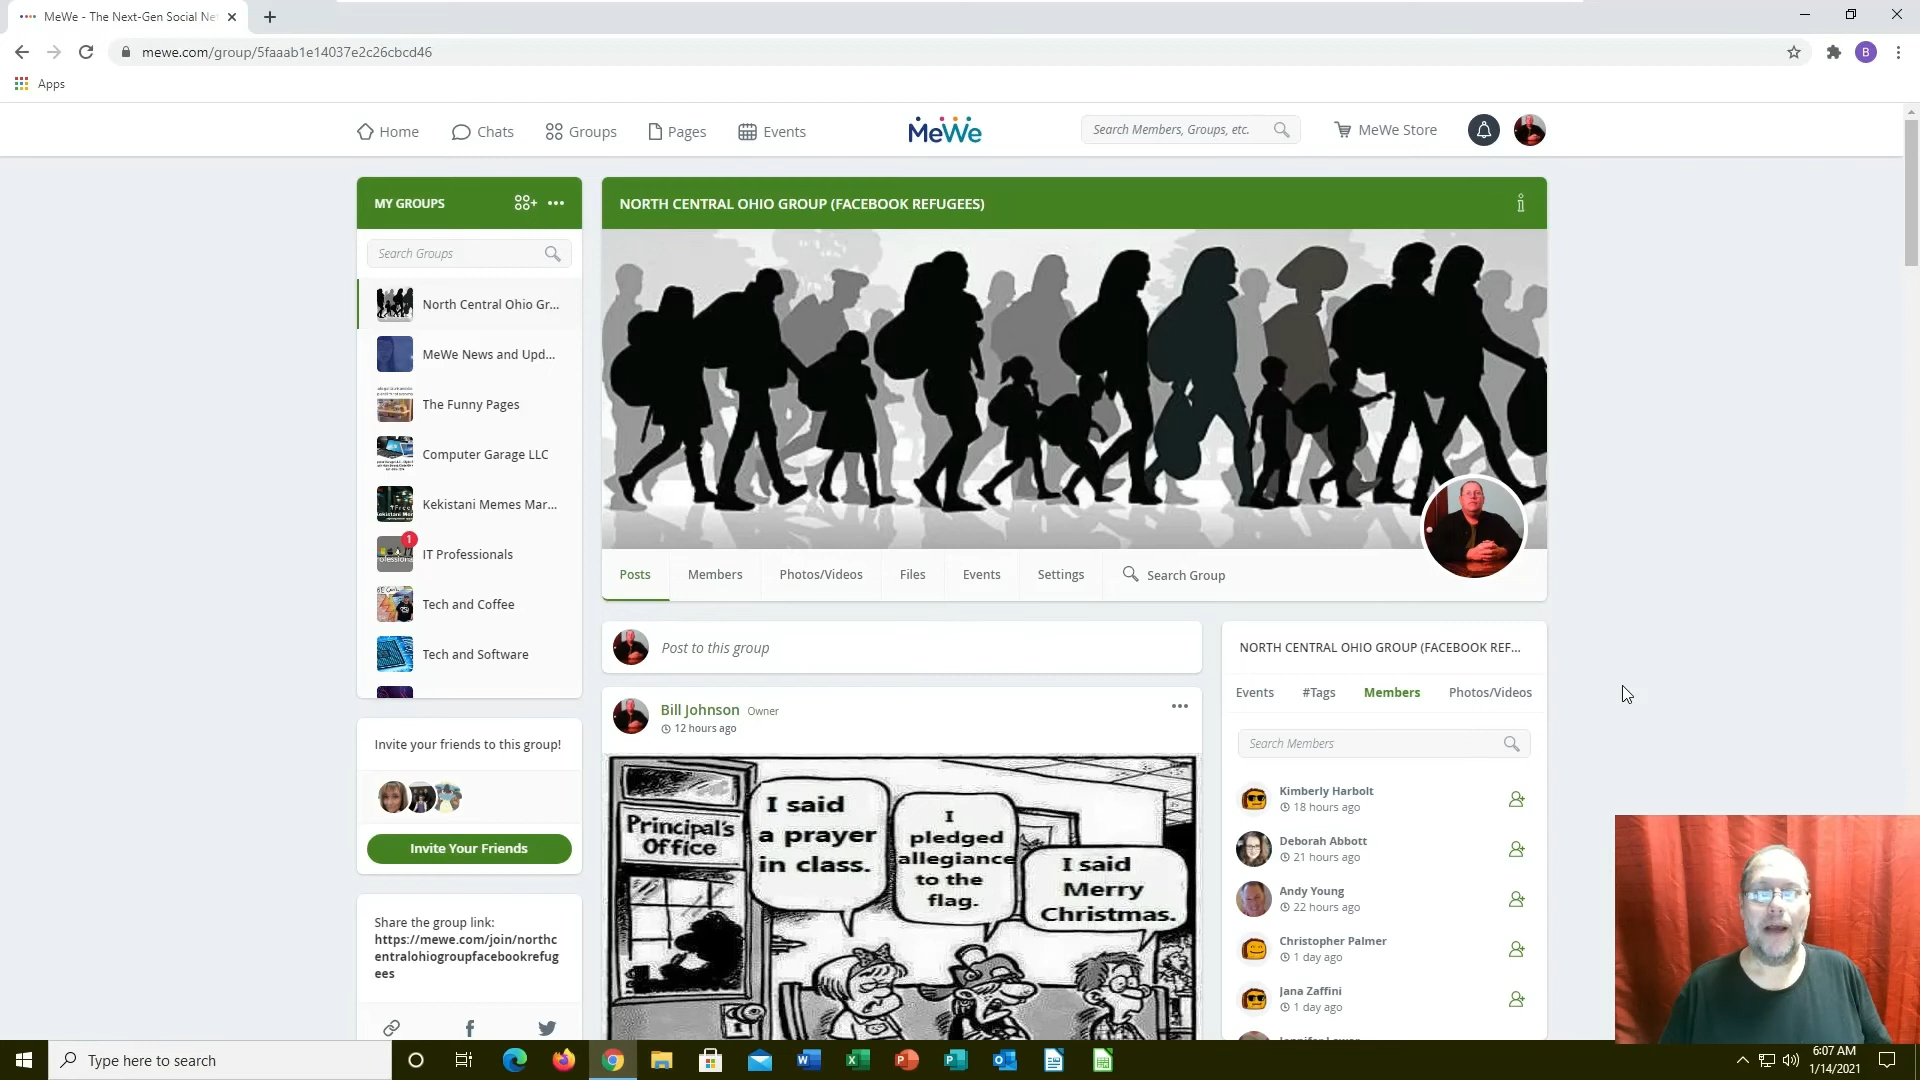 MeWe - The Next-Gen Social Ne
mewe.com/group/5faaab1e14037e2c26cbcd46
B
Apps
Home
Chats
Groups
Pages
Events
MeWe
Search Members, Groups, etc.
MeWe Store
MY GROUPS
Search Groups
North Central Ohio Gr...
MeWe News and Upd...
The Funny Pages
Computer Garage LLC
Kekistani Memes Mar...
1
IT Professionals
Tech and Coffee
Tech and Software
Invite your friends to this group!
Invite Your Friends
Share the group link:
https://mewe.com/join/northc
entralohiogroupfacebookrefug
ees
NORTH CENTRAL OHIO GROUP (FACEBOOK REFUGEES)
Posts
Members
Photos/Videos
Files
Events
Settings
Search Group
Post to this group
Bill Johnson Owner
12 hours ago
Principal's
Office
I said
a prayer
in class.
I
pledged
allegiance
to the
flag.
I said
Merry
Christmas.
NORTH CENTRAL OHIO GROUP (FACEBOOK REF...
Events
#Tags
Members
Photos/Videos
Search Members
Kimberly Harbolt
18 hours ago
Deborah Abbott
21 hours ago
Andy Young
22 hours ago
Christopher Palmer
1 day ago
Jana Zaffini
1 day ago
Type here to search
6:07 AM
1/14/2021